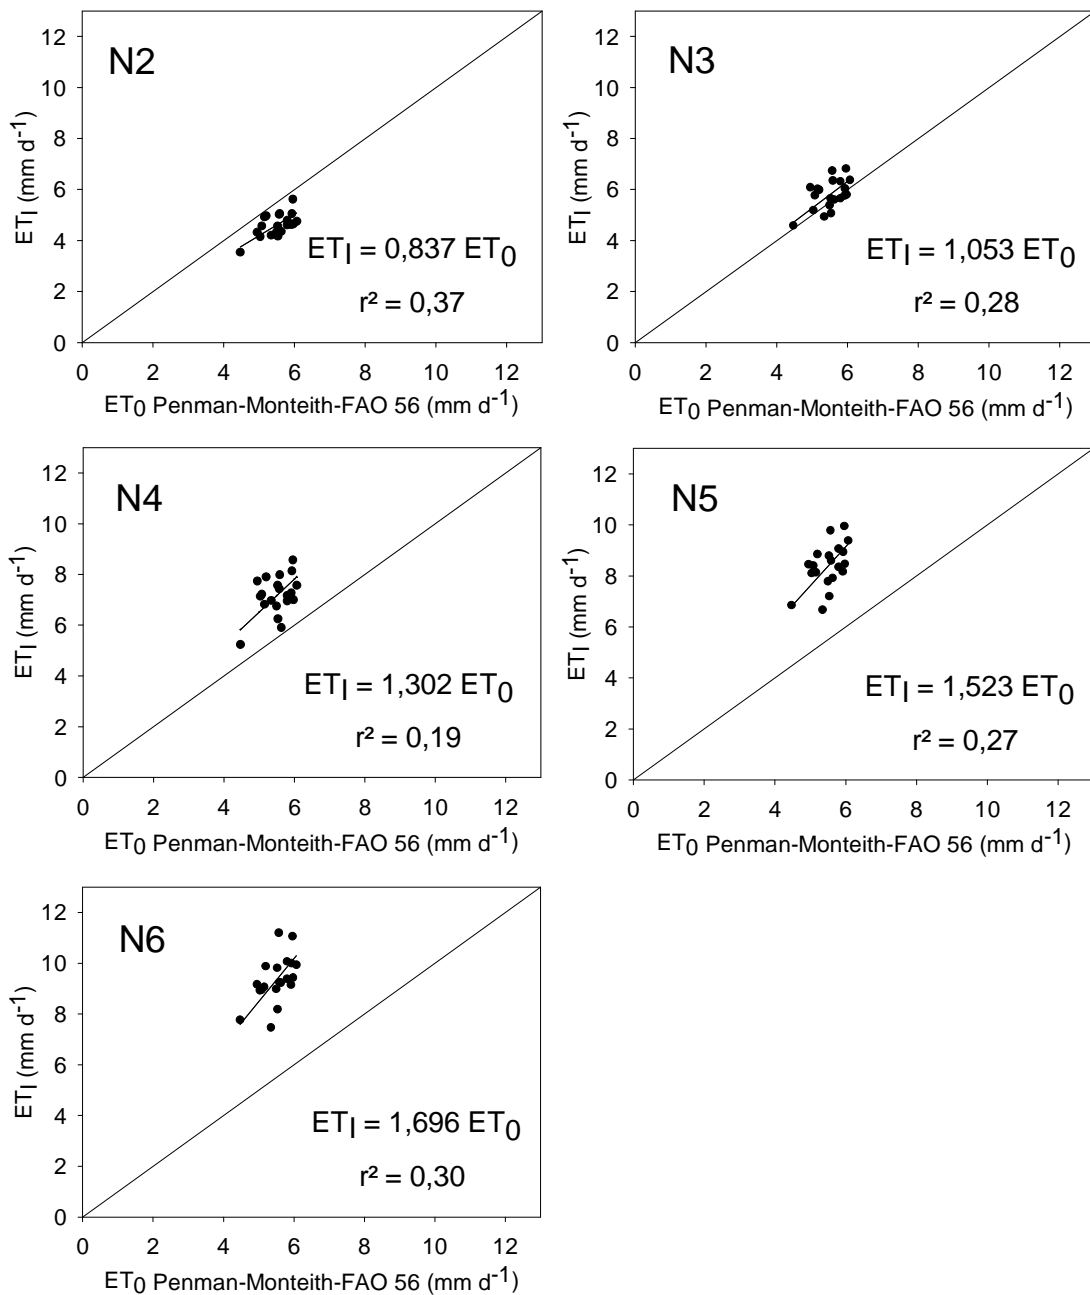 N2
12
10
8
6
4
2
0
ETI (mm d-1)
ETI = 0,837 ET0
r² = 0,37
0 2 4 6 8 10 12
ET0 Penman-Monteith-FAO 56 (mm d-1)
N3
12
10
8
6
4
2
0
ETI (mm d-1)
ETI = 1,053 ET0
r² = 0,28
0 2 4 6 8 10 12
ET0 Penman-Monteith-FAO 56 (mm d-1)
N4
12
10
8
6
4
2
0
ETI (mm d-1)
ETI = 1,302 ET0
r² = 0,19
0 2 4 6 8 10 12
ET0 Penman-Monteith-FAO 56 (mm d-1)
N5
12
10
8
6
4
2
0
ETI (mm d-1)
ETI = 1,523 ET0
r² = 0,27
0 2 4 6 8 10 12
ET0 Penman-Monteith-FAO 56 (mm d-1)
N6
12
10
8
6
4
2
0
ETI (mm d-1)
ETI = 1,696 ET0
r² = 0,30
0 2 4 6 8 10 12
ET0 Penman-Monteith-FAO 56 (mm d-1)